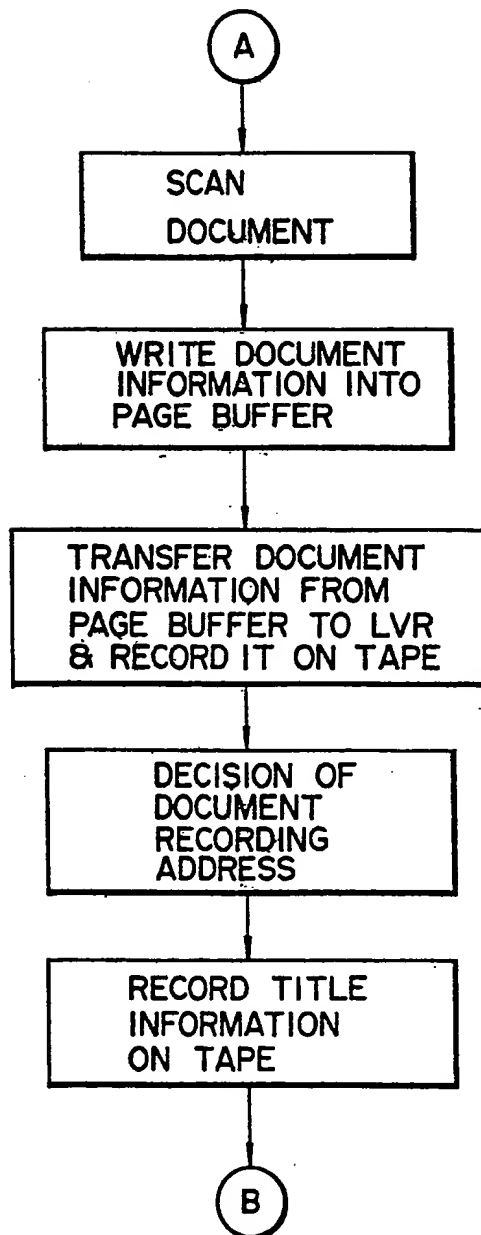 A
SCAN
DOCUMENT
WRITE DOCUMENT
INFORMATION INTO
PAGE BUFFER
TRANSFER DOCUMENT
INFORMATION FROM
PAGE BUFFER TO LVR
& RECORD IT ON TAPE
DECISION OF
DOCUMENT
RECORDING
ADDRESS
RECORD TITLE
INFORMATION
ON TAPE
B